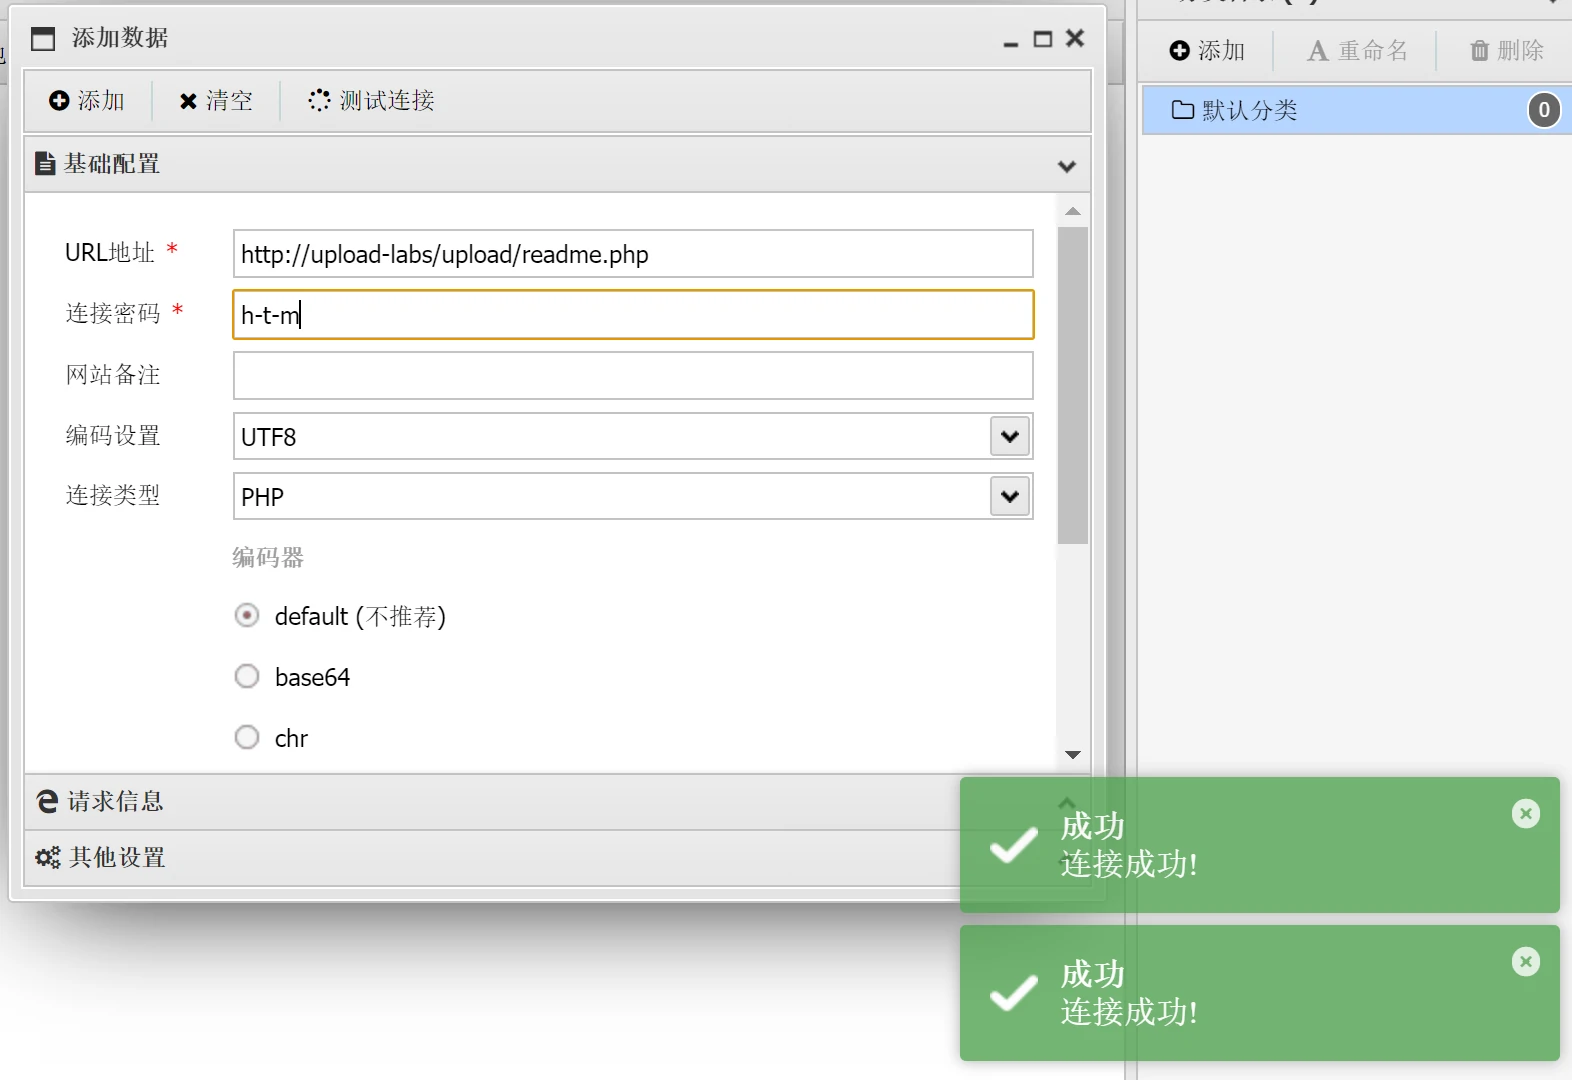 添加数据
添加
清空
测试连接
基础配置
URL地址 *
http://upload-labs/upload/readme.php
连接密码 *
h-t-m
网站备注
编码设置
UTF8
连接类型
PHP
编码器
default (不推荐)
base64
chr
请求信息
其他设置
添加
重命名
删除
默认分类
0
成功
连接成功!
成功
连接成功!